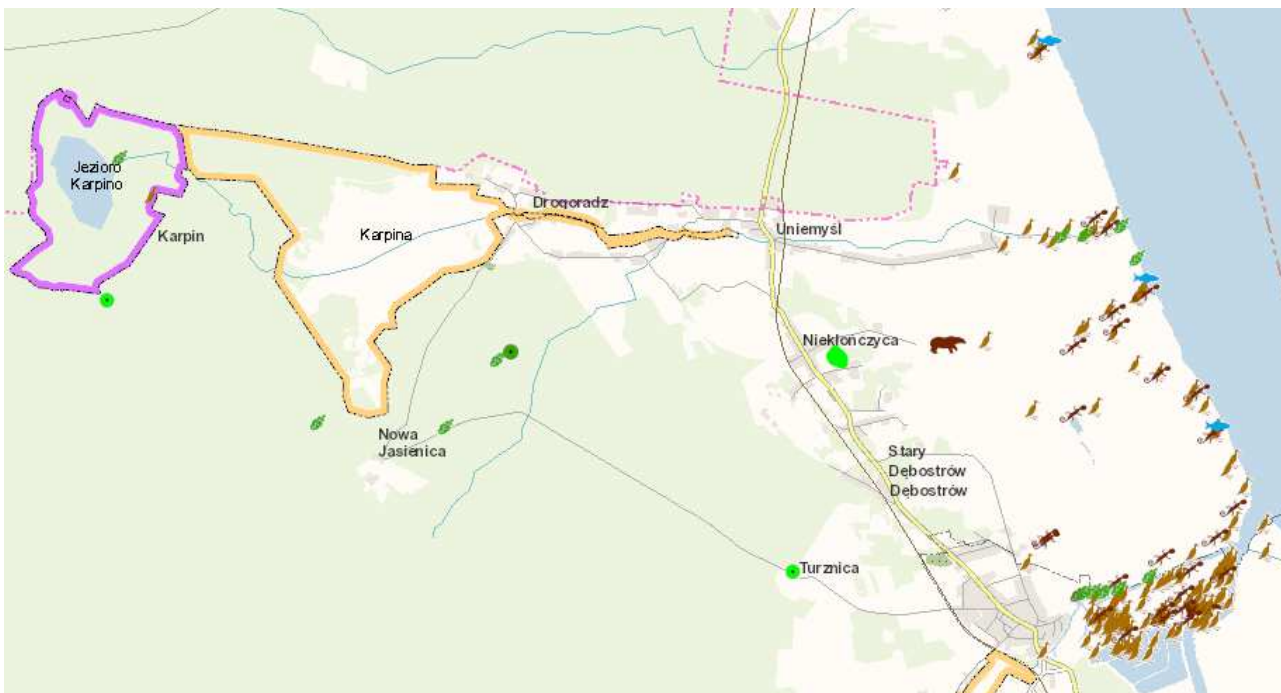 Jezioro
Karpino
Karpin
Karpina
Drogoradz
Uniemyśl
Niekłończyca
Nowa
Jasienica
Stary
Dębostrów
Dębostrów
Turznica